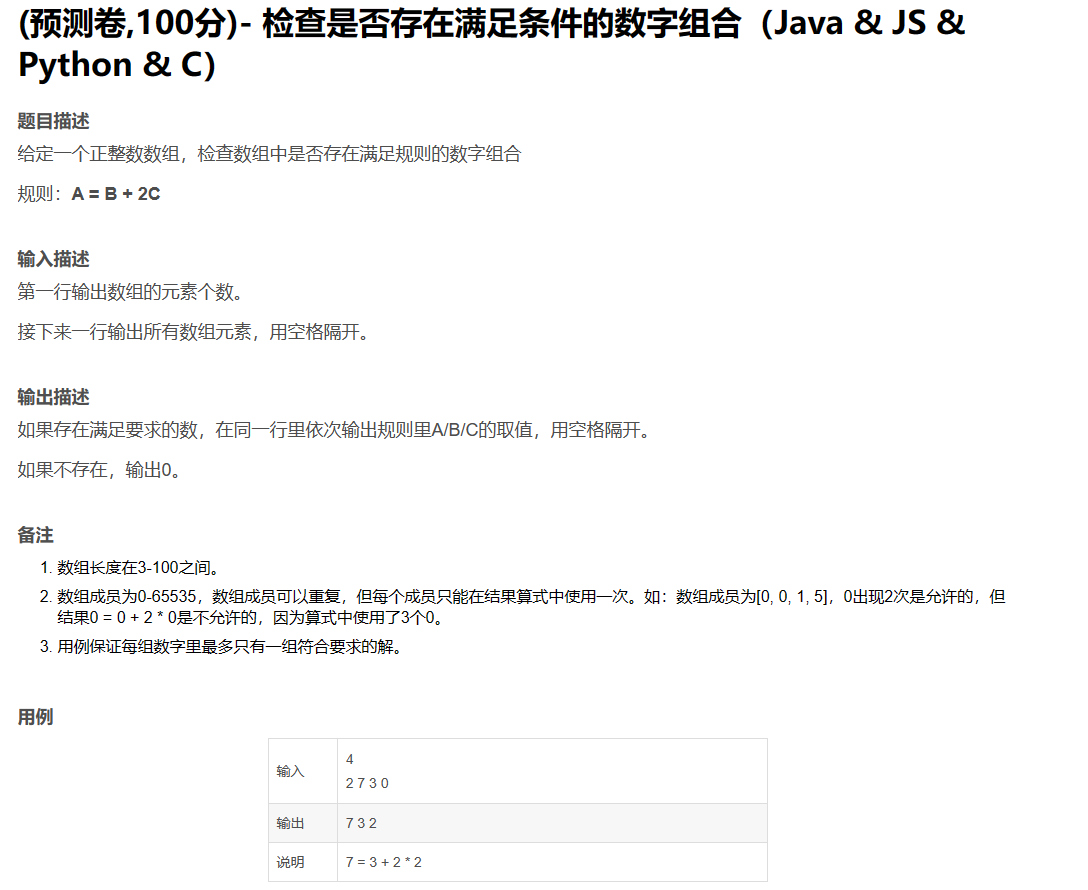 (预测卷,100分)- 检查是否存在满足条件的数字组合（Java & JS &
Python & C）
题目描述
给定一个正整数数组，检查数组中是否存在满足规则的数字组合
规则：A = B + 2C
输入描述
第一行输出数组的元素个数。
接下来一行输出所有数组元素，用空格隔开。
输出描述
如果存在满足要求的数，在同一行里依次输出规则里A/B/C的取值，用空格隔开。
如果不存在，输出0。
备注
1. 数组长度在3-100之间。
2. 数组成员为0-65535，数组成员可以重复，但每个成员只能在结果算式中使用一次。如：数组成员为[0, 0, 1, 5]，0出现2次是允许的，但
结果0 = 0 + 2 * 0是不允许的，因为算式中使用了3个0。
3. 用例保证每组数字里最多只有一组符合要求的解。
用例
输入
4
2 7 3 0
输出
7 3 2
说明
7 = 3 + 2 * 2